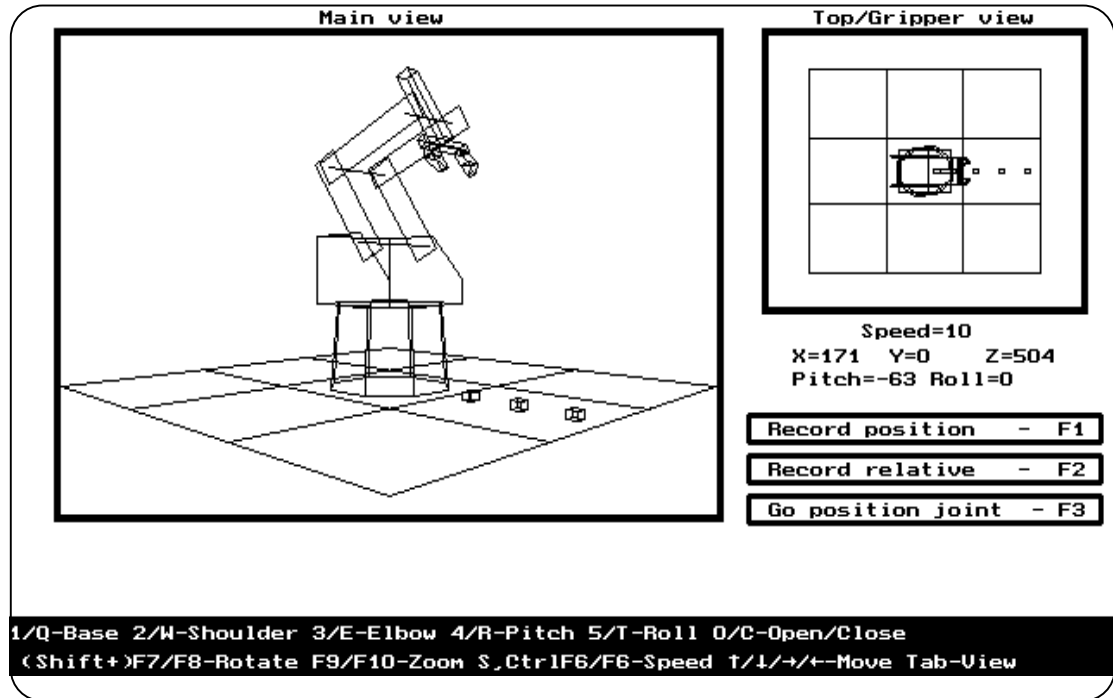 Main view
Top/Gripper view
Speed=10
X=171 Y=0 Z=504
Pitch=-63 Roll=0
Record position - F1
Record relative - F2
Go position joint - F3
1/Q-Base 2/W-Shoulder 3/E-Elbow 4/R-Pitch 5/T-Roll O/C-Open/Close
(Shift+)F7/F8-Rotate F9/F10-Zoom S,CtrlF6/F6-Speed ↑/↓/→/←-Move Tab-View